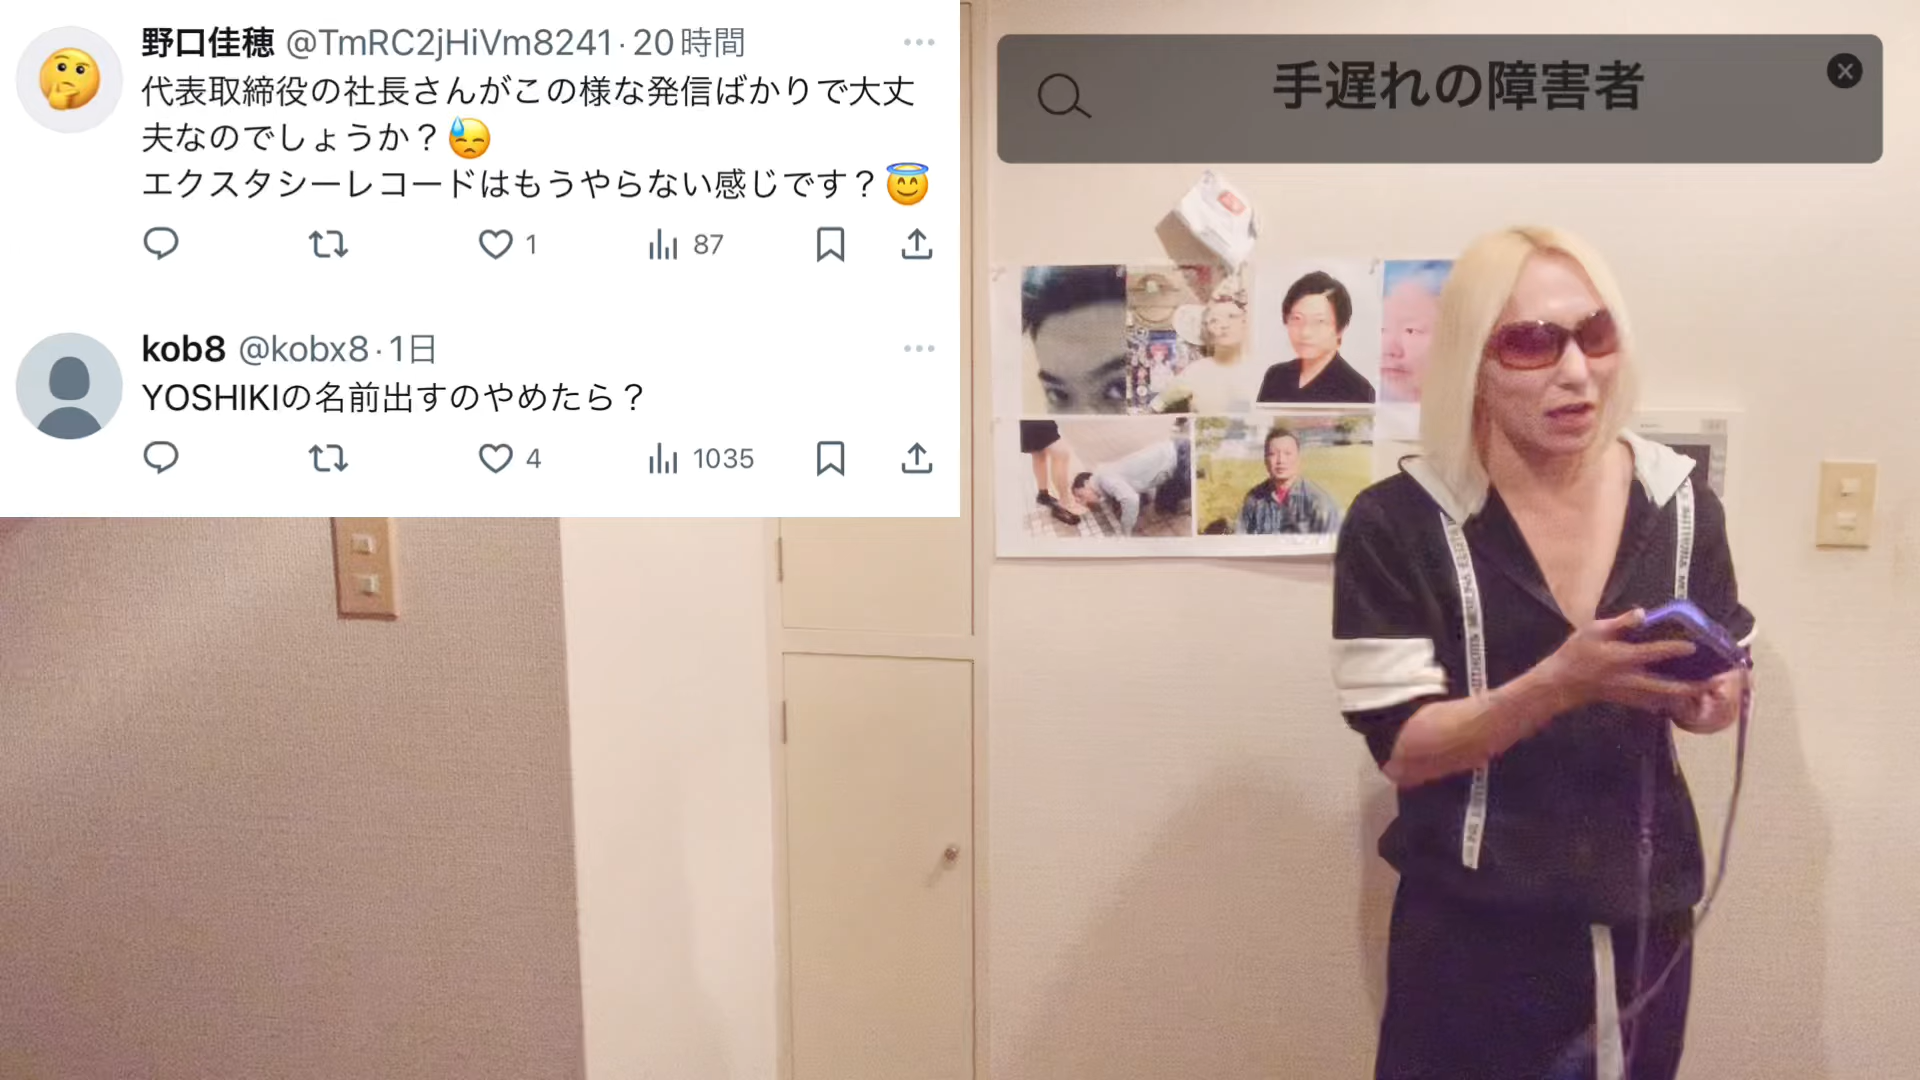 野口佳穂 @TmRC2jHiVm8241· 20時間
代表取締役の社長さんがこの様な発信ばかりで大丈
夫なのでしょうか？😓
エクスタシーレコードはもうやらない感じです？😇
1 87
kob8 @kobx8· 1日
YOSHIKIの名前出すのやめたら？
4 1035
手遅れの障害者